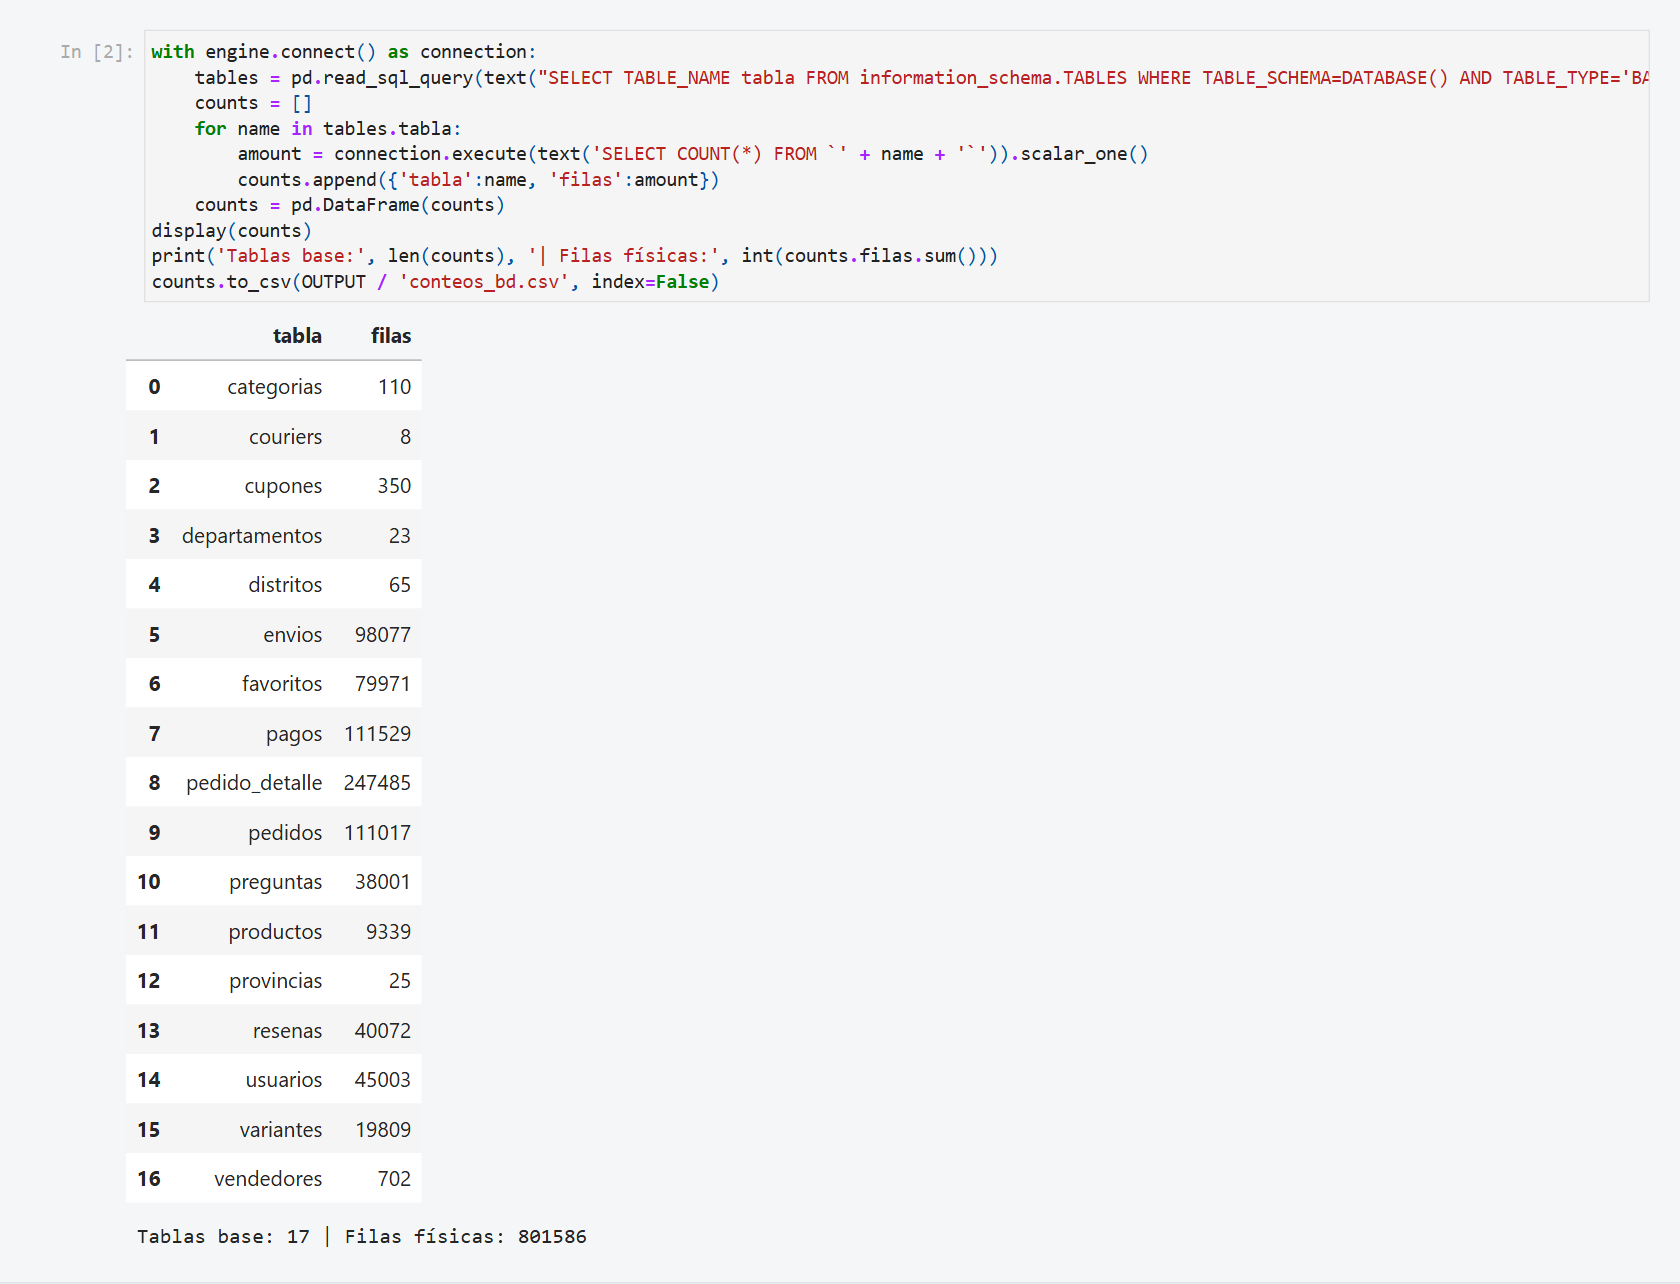 In [2]:
with engine.connect() as connection:
    tables = pd.read_sql_query(text("SELECT TABLE_NAME tabla FROM information_schema.TABLES WHERE TABLE_SCHEMA=DATABASE() AND TABLE_TYPE='BA
    counts = []
    for name in tables.tabla:
        amount = connection.execute(text('SELECT COUNT(*) FROM `' + name + '`')).scalar_one()
        counts.append({'tabla':name, 'filas':amount})
    counts = pd.DataFrame(counts)
display(counts)
print('Tablas base:', len(counts), '| Filas físicas:', int(counts.filas.sum()))
counts.to_csv(OUTPUT / 'conteos_bd.csv', index=False)
tabla filas
0 categorias 110
1 couriers 8
2 cupones 350
3 departamentos 23
4 distritos 65
5 envios 98077
6 favoritos 79971
7 pagos 111529
8 pedido_detalle 247485
9 pedidos 111017
10 preguntas 38001
11 productos 9339
12 provincias 25
13 resenas 40072
14 usuarios 45003
15 variantes 19809
16 vendedores 702
Tablas base: 17 | Filas físicas: 801586